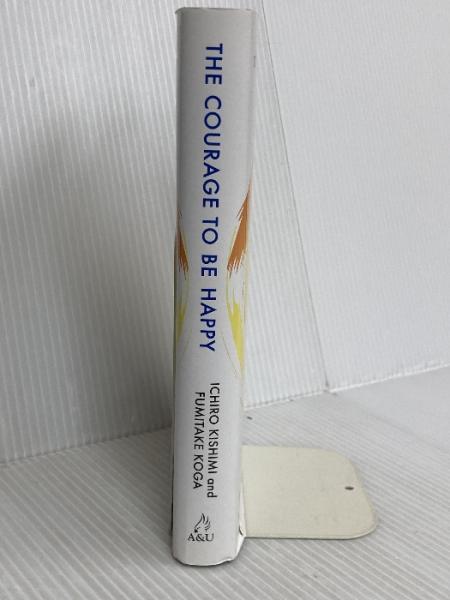 THE COURAGE TO BE HAPPY
ICHIRO KISHIMI and
FUMITAKE KOGA
A&U